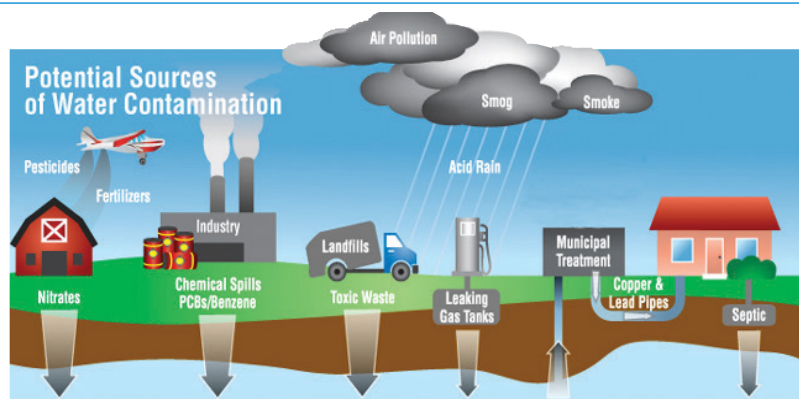 Potential Sources
of Water Contamination
Air Pollution
Smog
Smoke
Pesticides
Fertilizers
Acid Rain
Industry
Landfills
Municipal
Treatment
Nitrates
Chemical Spills
PCBs/Benzene
Toxic Waste
Leaking
Gas Tanks
Copper &
Lead Pipes
Septic